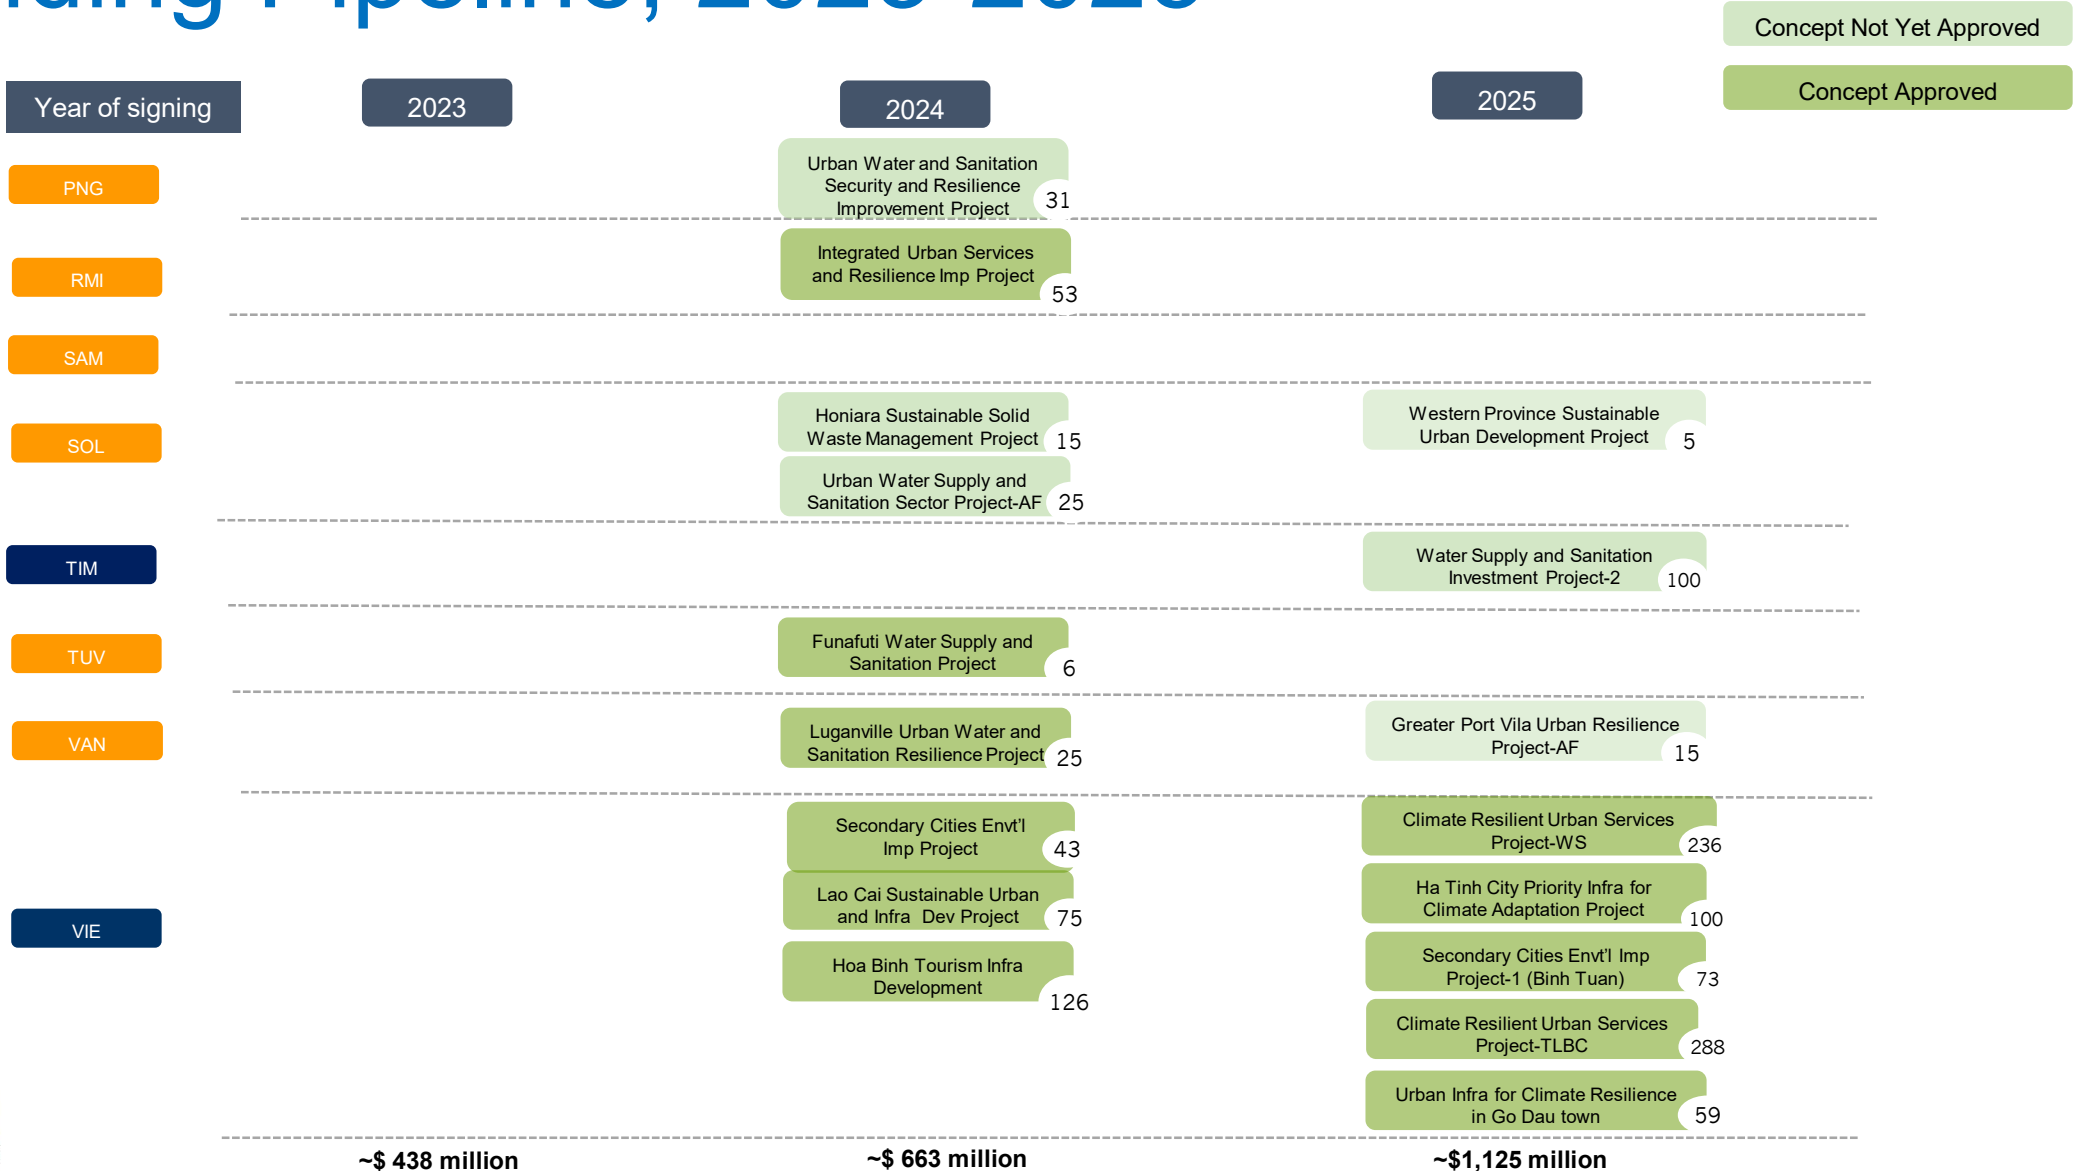 Concept Not Yet Approved
Concept Approved
Year of signing
2023
2024
2025
PNG
Urban Water and Sanitation
Security and Resilience
Improvement Project
31
RMI
Integrated Urban Services
and Resilience Imp Project
53
SAM
SOL
Honiara Sustainable Solid
Waste Management Project
15
Urban Water Supply and
Sanitation Sector Project-AF
25
Western Province Sustainable
Urban Development Project
5
TIM
Water Supply and Sanitation
Investment Project-2
100
TUV
Funafuti Water Supply and
Sanitation Project
6
VAN
Luganville Urban Water and
Sanitation Resilience Project
25
Greater Port Vila Urban Resilience
Project-AF
15
VIE
Secondary Cities Envt'l
Imp Project
43
Lao Cai Sustainable Urban
and Infra Dev Project
75
Hoa Binh Tourism Infra
Development
126
Climate Resilient Urban Services
Project-WS
236
Ha Tinh City Priority Infra for
Climate Adaptation Project
100
Secondary Cities Envt'l Imp
Project-1 (Binh Tuan)
73
Climate Resilient Urban Services
Project-TLBC
288
Urban Infra for Climate Resilience
in Go Dau town
59
~$ 438 million
~$ 663 million
~$1,125 million